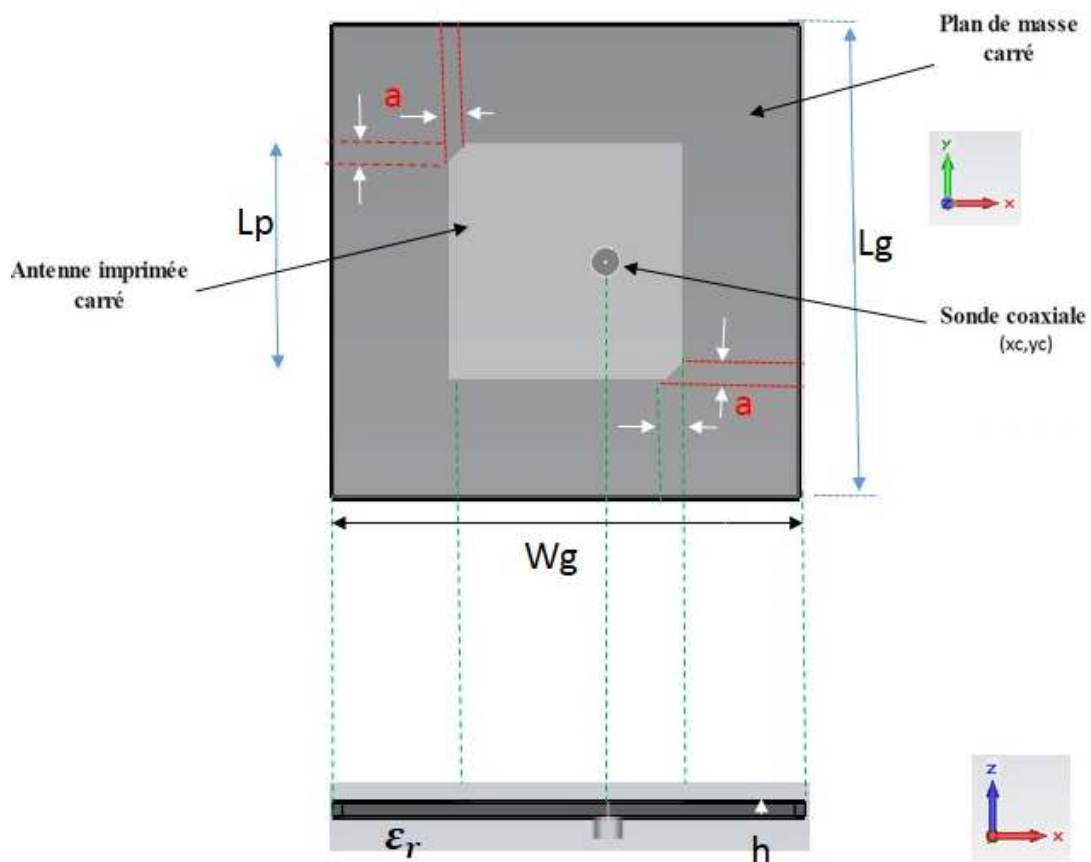 Plan de masse
carré
a
y
z
x
Lp
Lg
Antenne imprimée
carré
Sonde coaxiale
(xc,yc)
a
Wg
z
x
εr
h